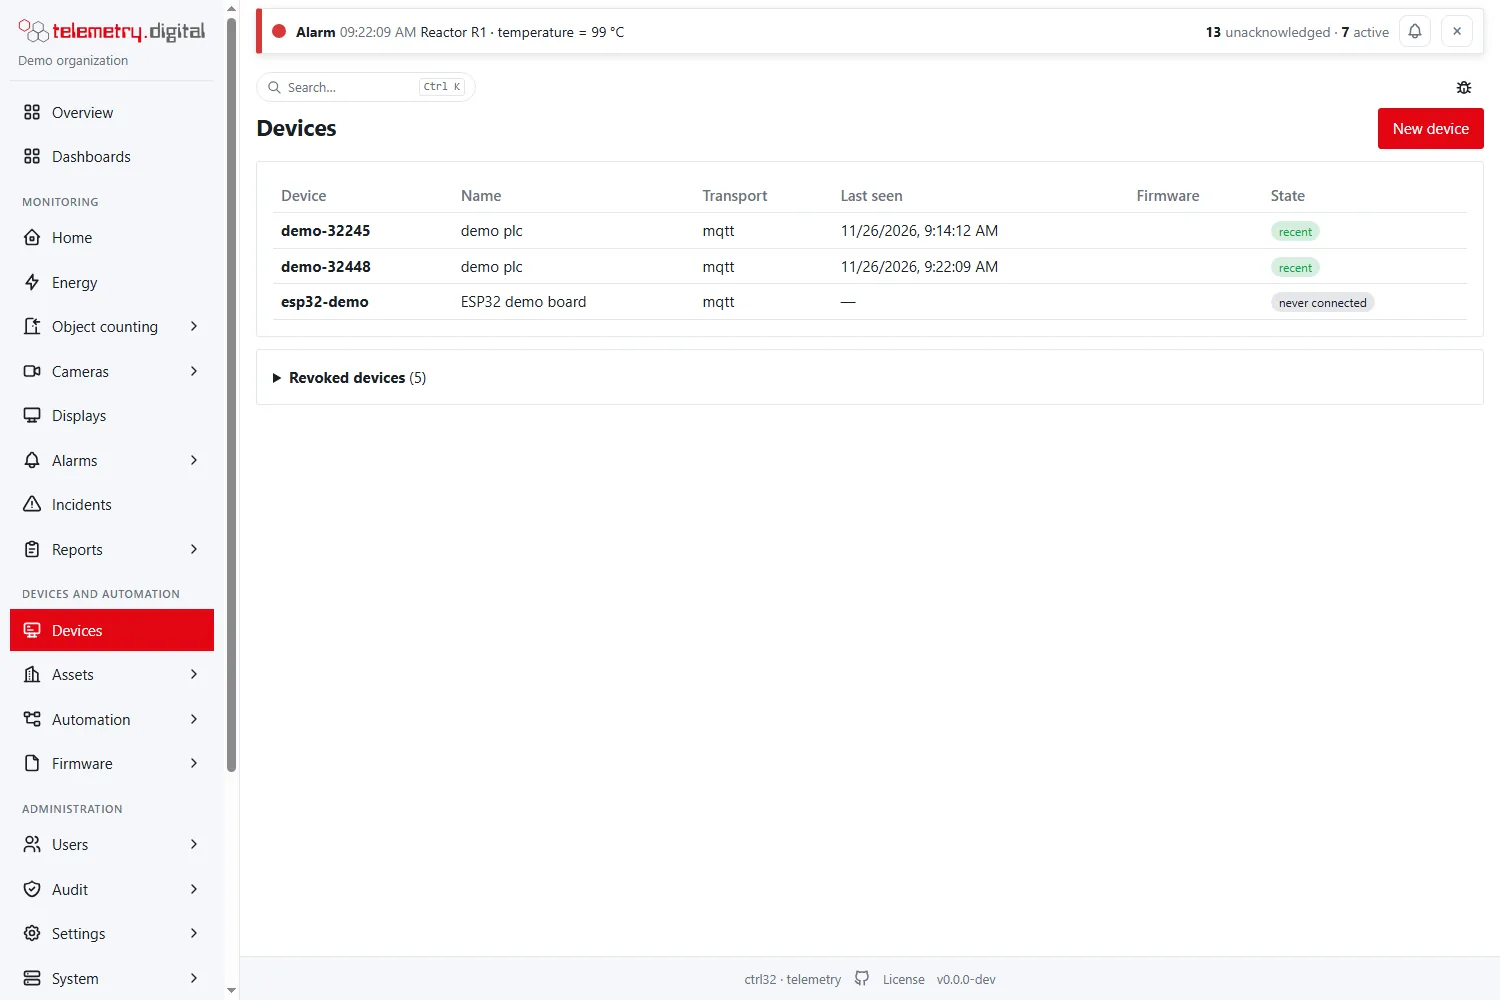 telemetry.digital
Demo organization
Overview
Dashboards
MONITORING
Home
Energy
Object counting
Cameras
Displays
Alarms
Incidents
Reports
DEVICES AND AUTOMATION
Devices
Assets
Automation
Firmware
ADMINISTRATION
Users
Audit
Settings
System
Alarm 09:22:09 AM Reactor R1 · temperature = 99 °C
13 unacknowledged · 7 active
Search... Ctrl K
Devices
New device
Device Name Transport Last seen Firmware State
demo-32245 demo plc mqtt 11/26/2026, 9:14:12 AM recent
demo-32448 demo plc mqtt 11/26/2026, 9:22:09 AM recent
esp32-demo ESP32 demo board mqtt — never connected
Revoked devices (5)
ctrl32 · telemetry License v0.0.0-dev